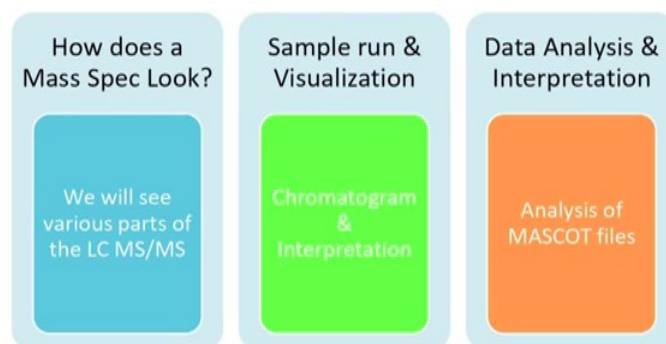 How does a
Mass Spec Look?
We will see
various parts of
the LC MS/MS
Sample run &
Visualization
Chromatogram
&
Interpretation
Data Analysis &
Interpretation
Analysis of
MASCOT files